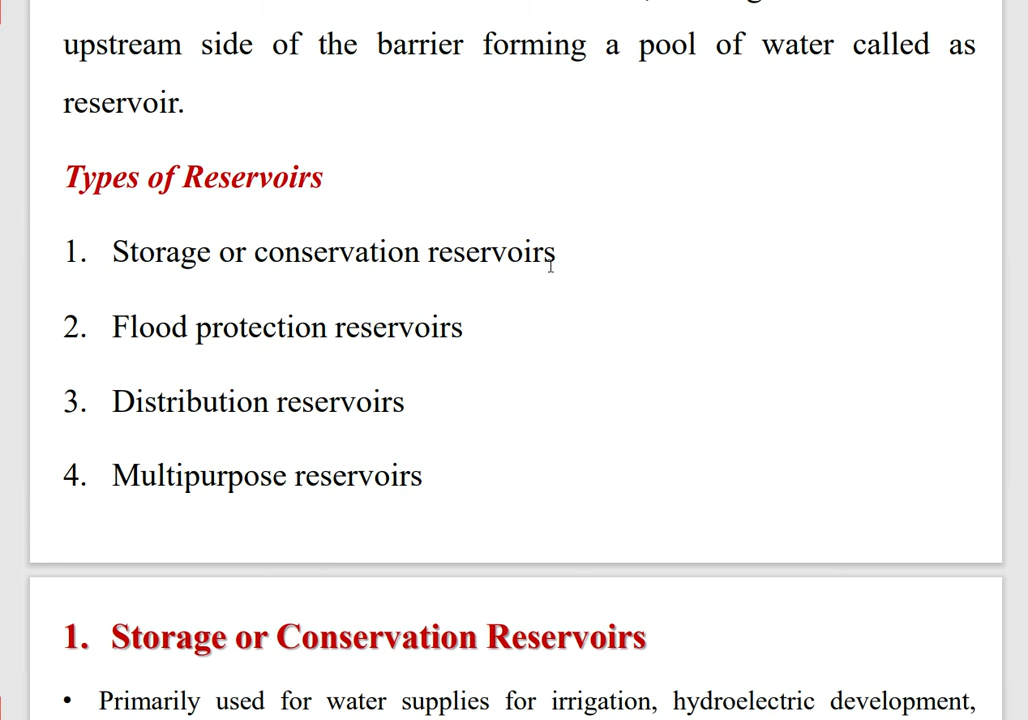 upstream side of the barrier forming a pool of water called as
reservoir.
Types of Reservoirs
1. Storage or conservation reservoirs
2. Flood protection reservoirs
3. Distribution reservoirs
4. Multipurpose reservoirs
1. Storage or Conservation Reservoirs
• Primarily used for water supplies for irrigation, hydroelectric development,